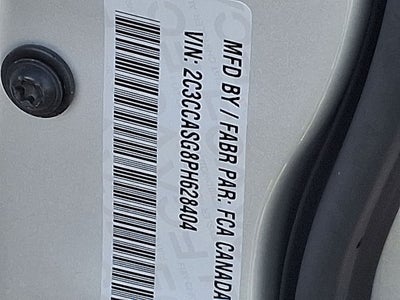 MFD BY / FABR PAR: FCA CANADA
VIN: 2C3CCASG8PH628404